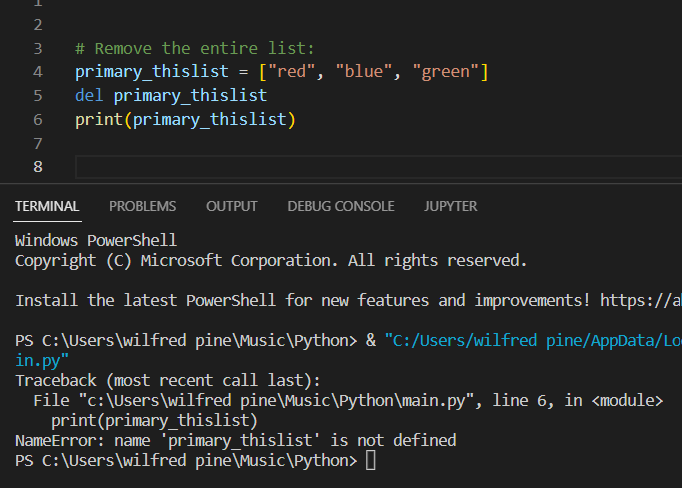 1
2
3 # Remove the entire list:
4 primary_thislist = ["red", "blue", "green"]
5 del primary_thislist
6 print(primary_thislist)
7
8
TERMINAL PROBLEMS OUTPUT DEBUG CONSOLE JUPYTER
Windows PowerShell
Copyright (C) Microsoft Corporation. All rights reserved.
Install the latest PowerShell for new features and improvements! https://a
PS C:\Users\wilfred pine\Music\Python> & "C:/Users/wilfred pine/AppData/Lo
in.py"
Traceback (most recent call last):
File "c:\Users\wilfred pine\Music\Python\main.py", line 6, in <module>
print(primary_thislist)
NameError: name 'primary_thislist' is not defined
PS C:\Users\wilfred pine\Music\Python>